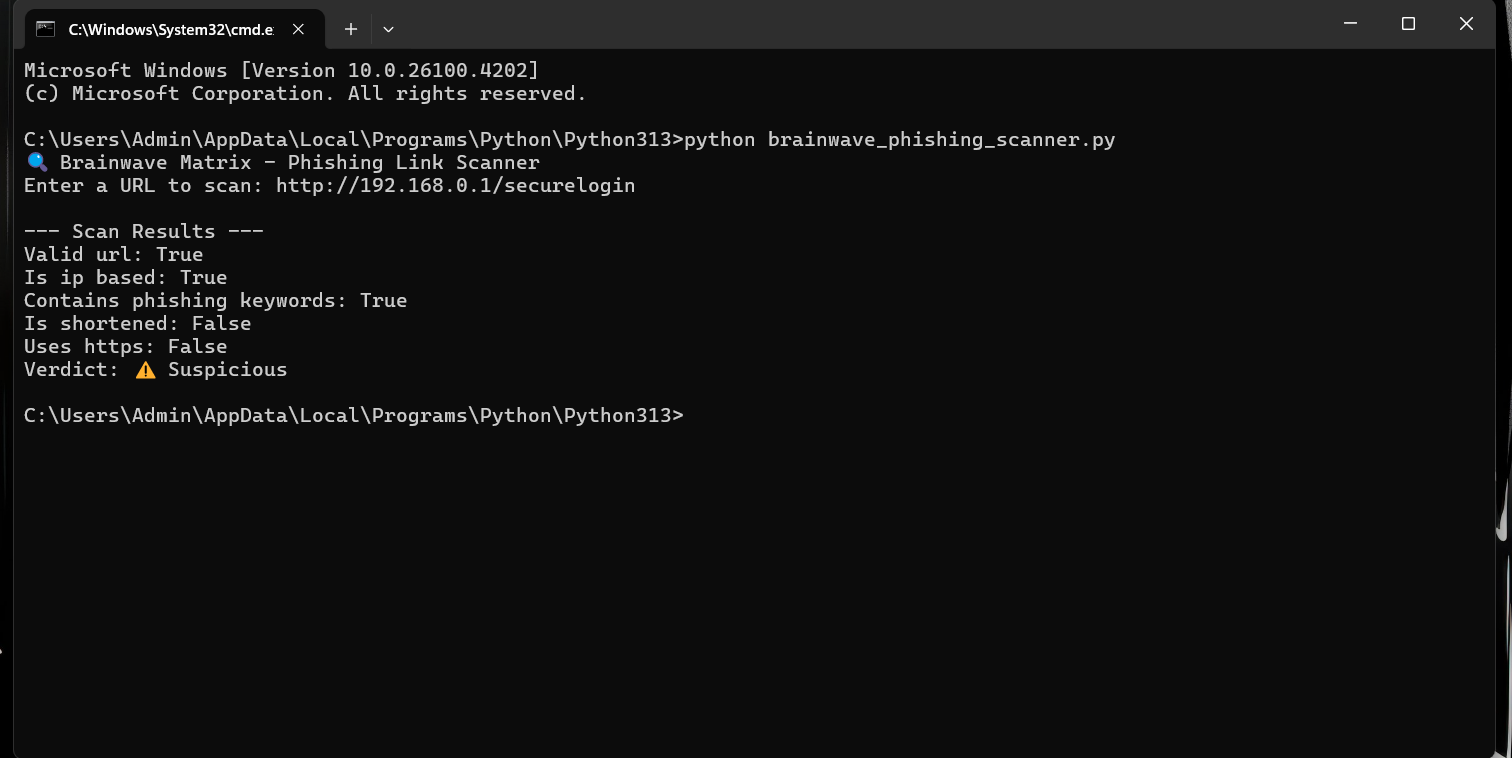 C:\Windows\System32\cmd.e
Microsoft Windows [Version 10.0.26100.4202]
(c) Microsoft Corporation. All rights reserved.
C:\Users\Admin\AppData\Local\Programs\Python\Python313>python brainwave_phishing_scanner.py
🔍 Brainwave Matrix - Phishing Link Scanner
Enter a URL to scan: http://192.168.0.1/securelogin
--- Scan Results ---
Valid url: True
Is ip based: True
Contains phishing keywords: True
Is shortened: False
Uses https: False
Verdict: ⚠️ Suspicious
C:\Users\Admin\AppData\Local\Programs\Python\Python313>